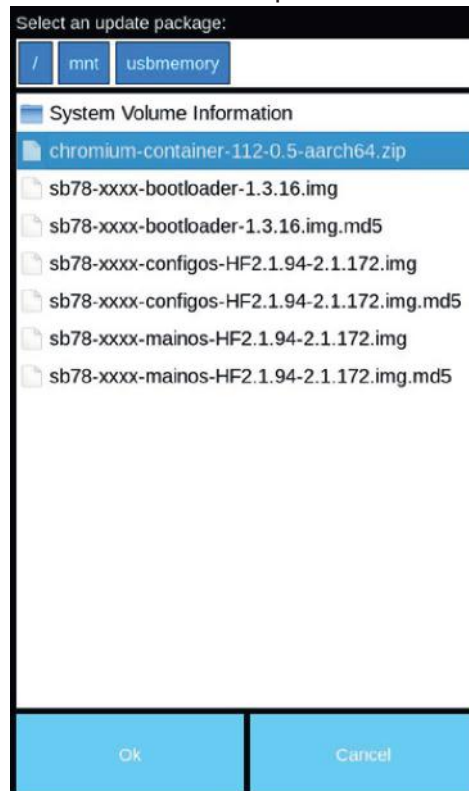 Select an update package:
/ mnt usbmemory
System Volume Information
chromium-container-112-0.5-aarch64.zip
sb78-xxxx-bootloader-1.3.16.img
sb78-xxxx-bootloader-1.3.16.img.md5
sb78-xxxx-configos-HF2.1.94-2.1.172.img
sb78-xxxx-configos-HF2.1.94-2.1.172.img.md5
sb78-xxxx-mainos-HF2.1.94-2.1.172.img
sb78-xxxx-mainos-HF2.1.94-2.1.172.img.md5
Ok Cancel